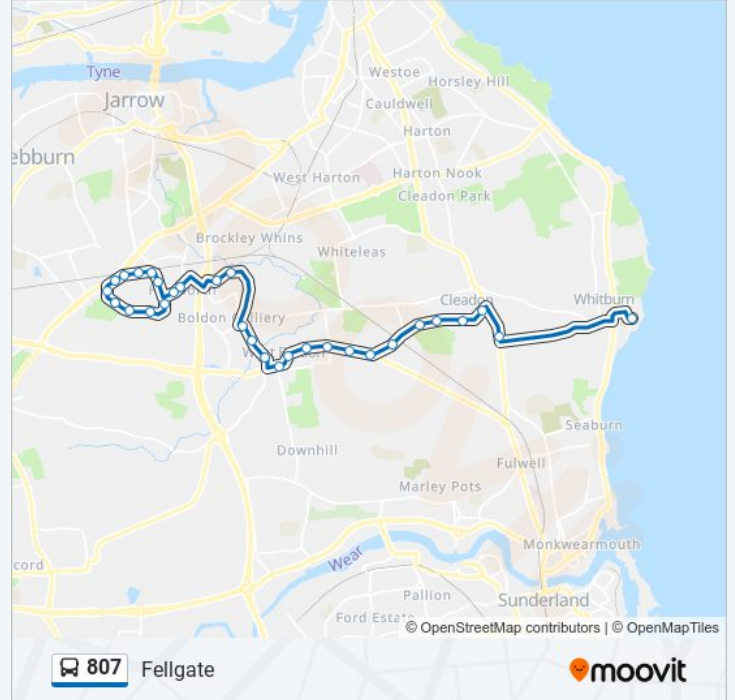 Tyne
Westoe
Horsley Hill
Jarrow
Cauldwell
Harton
ebburn
West Harton
Harton Nook
Cleadon Park
Brockley Whins
Whiteleas
Cleadon
Whitburn
Boldon Colliery
Seaburn
Downhill
Fulwell
Marley Pots
Monkwearmouth
Wear
cord
Pallion
Sunderland
Ford Estate
© OpenStreetMap contributors | © OpenMapTiles
807 Fellgate
moovit